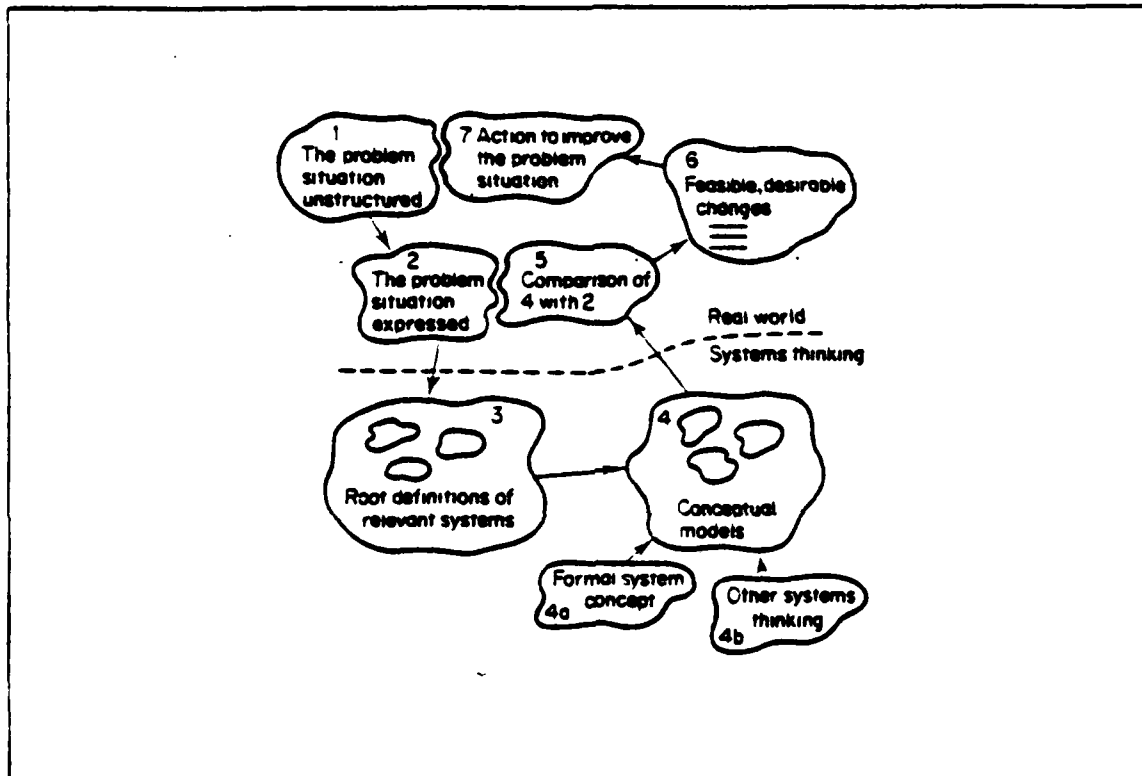 1
The problem
situation
unstructured
7 Action to improve
the problem
situation
6
Feasible, desirable
changes
2
The problem
situation
expressed
5
Comparison of
4 with 2
Real world
Systems thinking
3
Root definitions of
relevant systems
4
Conceptual
models
Formal system
concept
4a
Other systems
thinking
4b